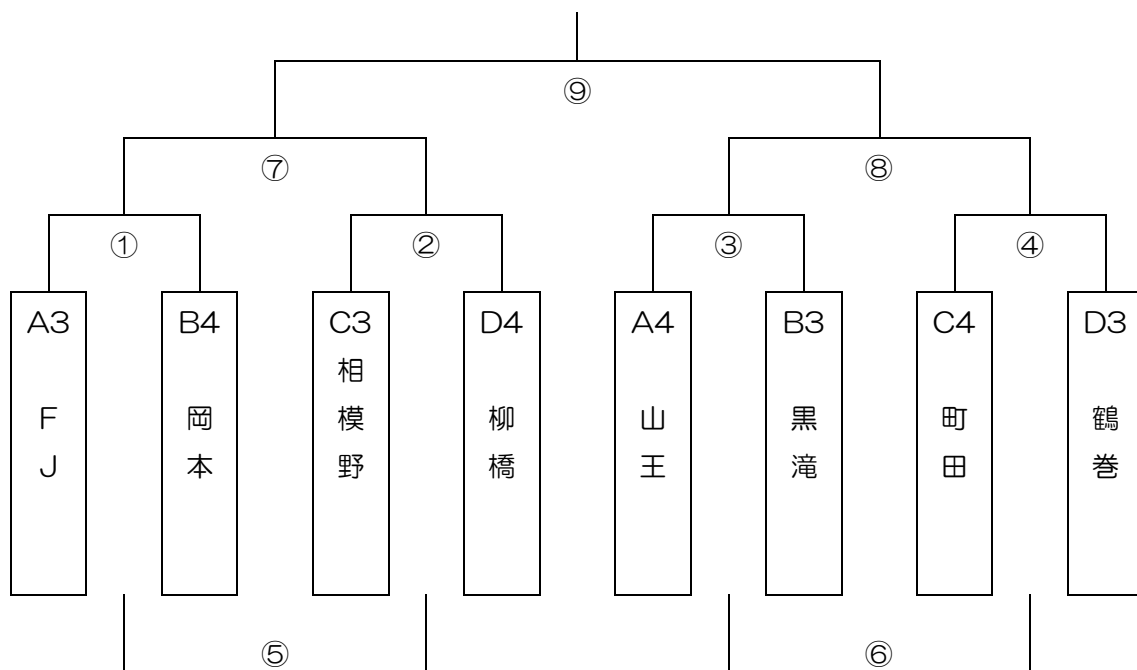 ⑨
⑦ ⑧
① ② ③ ④
A3 B4 C3 D4 A4 B3 C4 D3
FJ
岡本
相模野
柳橋
山王
黒滝
町田
鶴巻
⑤ ⑥